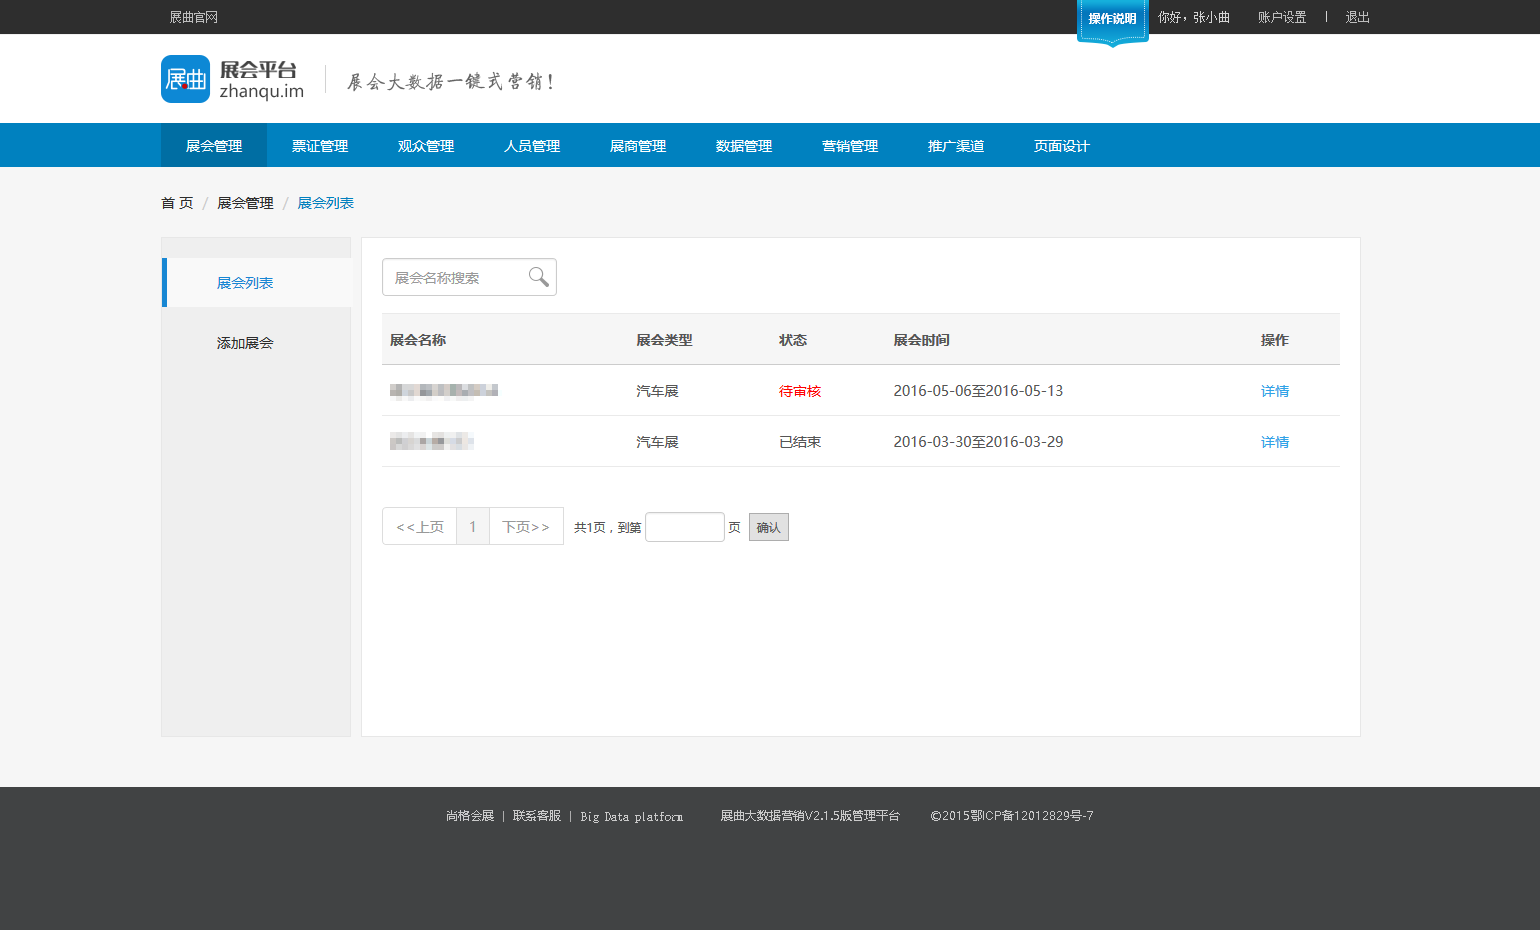 展曲官网 操作说明 你好，张小曲 账户设置 | 退出
展曲 展会平台
zhanqu.im
展会大数据一键式营销！
展会管理 票证管理 观众管理 人员管理 展商管理 数据管理 营销管理 推广渠道 页面设计
首 页 / 展会管理 / 展会列表
展会列表
添加展会
展会名称搜索
展会名称 展会类型 状态 展会时间 操作
汽车展 待审核 2016-05-06至2016-05-13 详情
汽车展 已结束 2016-03-30至2016-03-29 详情
<<上页 1 下页>> 共1页，到第 页 确认
尚格会展 | 联系客服 | Big Data platform 展曲大数据营销V2.1.5版管理平台 ©2015鄂ICP备12012829号-7